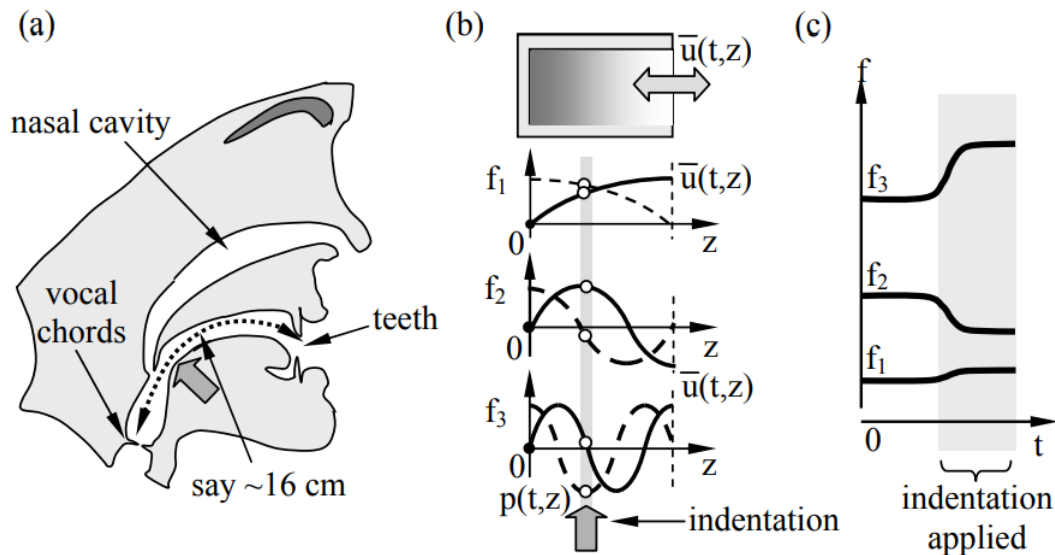 (a)
nasal cavity
vocal
chords
teeth
say ~16 cm
(b)
u̅(t,z)
f₁
u̅(t,z)
0
z
f₂
0
z
u̅(t,z)
f₃
0
z
p(t,z)
indentation
(c)
f
f₃
f₂
f₁
0
t
indentation
applied